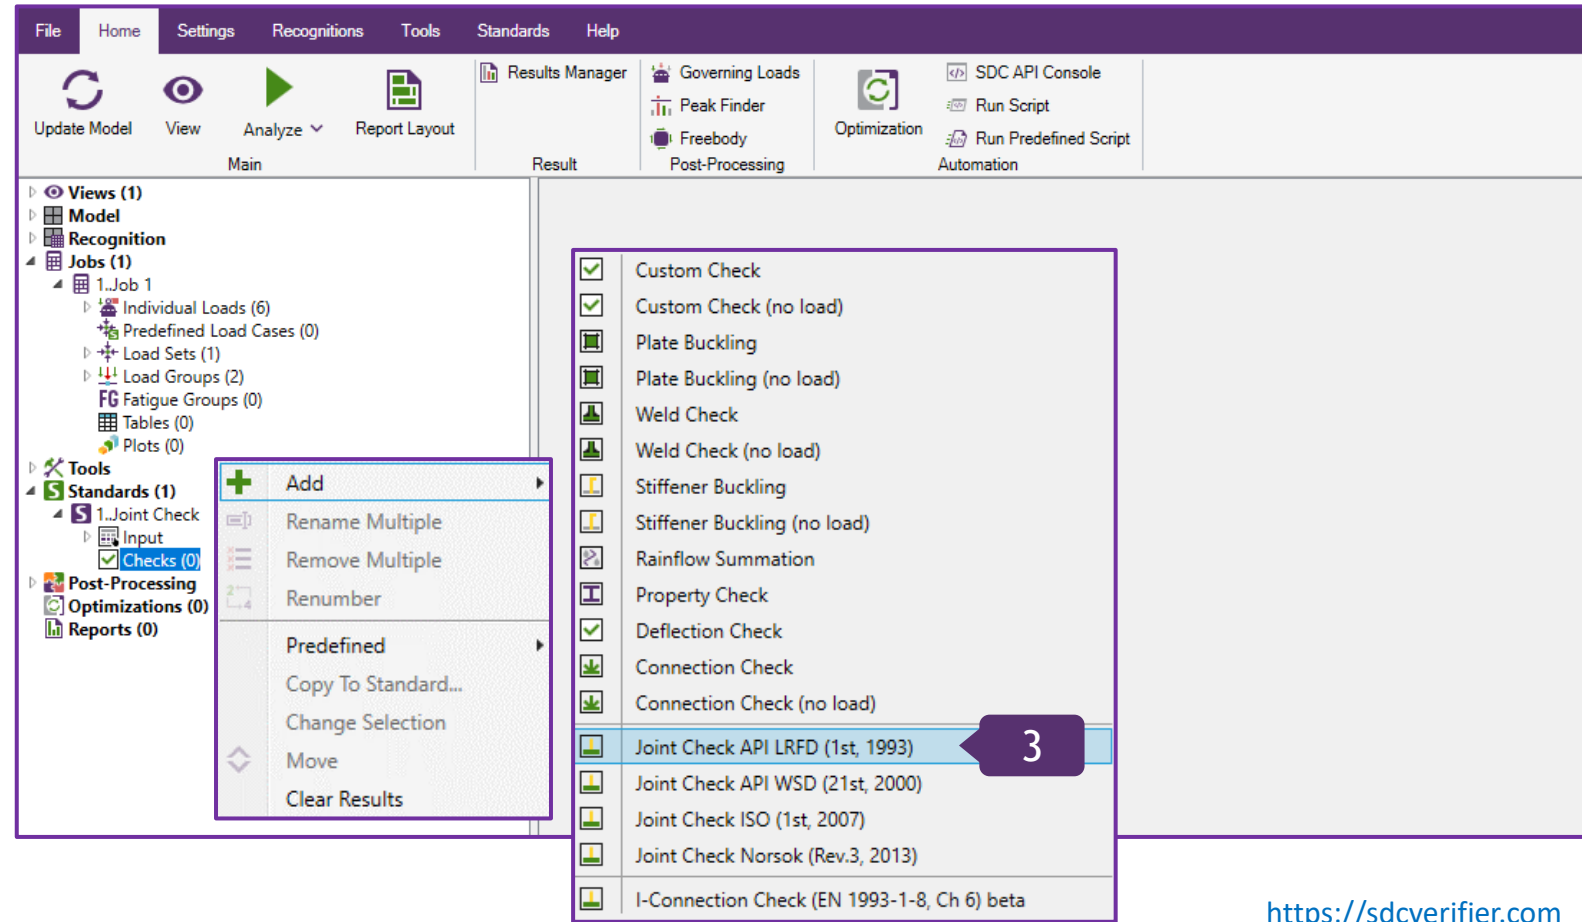 File Home Settings Recognitions Tools Standards Help
Update Model View Analyze Report Layout
Main
Results Manager
Result
Governing Loads
Peak Finder
Freebody
Post-Processing
Optimization
SDC API Console
Run Script
Run Predefined Script
Automation
Views (1)
Model
Recognition
Jobs (1)
1..Job 1
Individual Loads (6)
Predefined Load Cases (0)
Load Sets (1)
Load Groups (2)
FG Fatigue Groups (0)
Tables (0)
Plots (0)
Tools
S Standards (1)
S 1..Joint Check
Input
Checks (0)
Post-Processing
Optimizations (0)
Reports (0)
Add
Rename Multiple
Remove Multiple
Renumber
Predefined
Copy To Standard...
Change Selection
Move
Clear Results
Custom Check
Custom Check (no load)
Plate Buckling
Plate Buckling (no load)
Weld Check
Weld Check (no load)
Stiffener Buckling
Stiffener Buckling (no load)
Rainflow Summation
Property Check
Deflection Check
Connection Check
Connection Check (no load)
Joint Check API LRFD (1st, 1993) 3
Joint Check API WSD (21st, 2000)
Joint Check ISO (1st, 2007)
Joint Check Norsok (Rev.3, 2013)
I-Connection Check (EN 1993-1-8, Ch 6) beta
https://sdcverifier.com